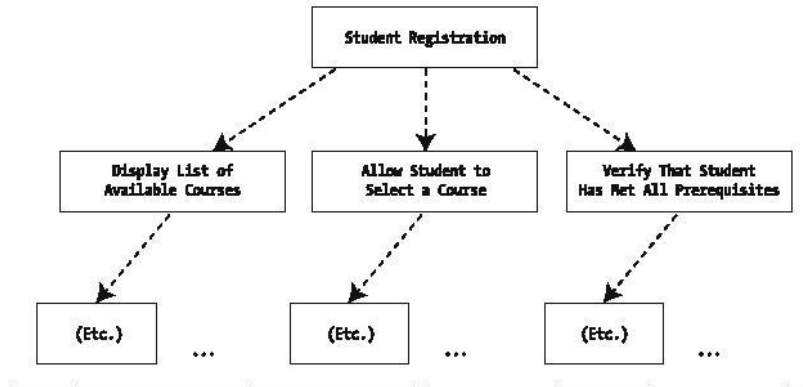 Student Registration
Display List of
Available Courses
Allow Student to
Select a Course
Verify That Student
Has Met All Prerequisites
(Etc.)
...
(Etc.)
...
(Etc.)
...